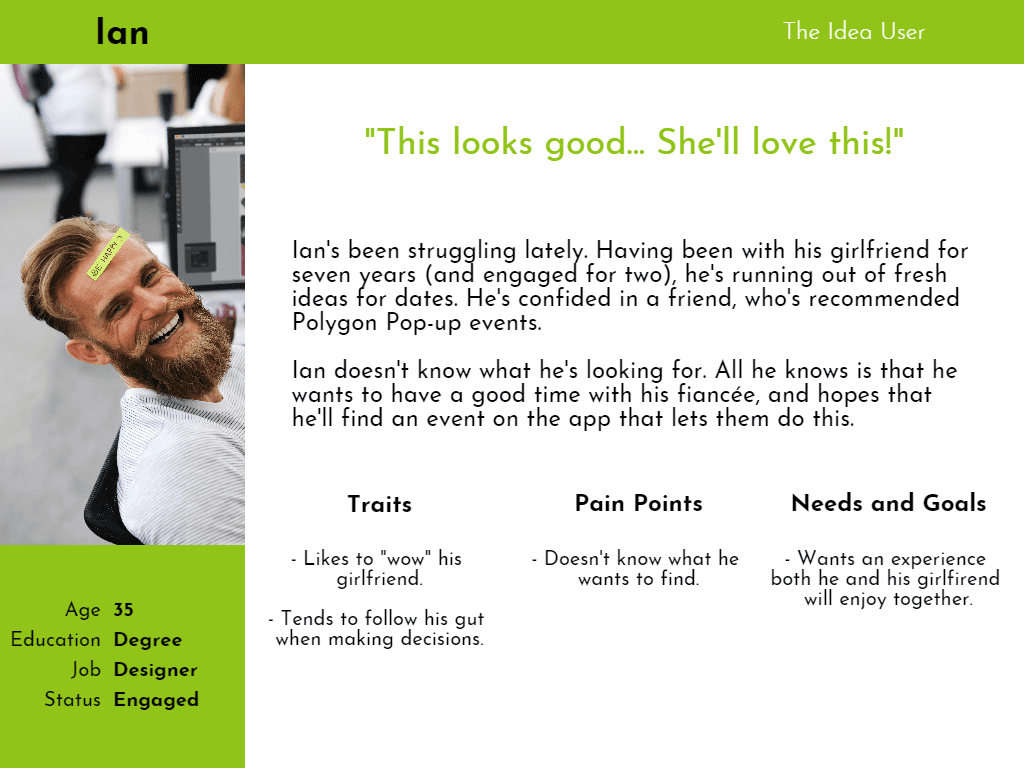 Ian
The Idea User
"This looks good... She'll love this!"
BE HAPPY
Ian's been struggling lately. Having been with his girlfriend for
seven years (and engaged for two), he's running out of fresh
ideas for dates. He's confided in a friend, who's recommended
Polygon Pop-up events.
Ian doesn't know what he's looking for. All he knows is that he
wants to have a good time with his fiancée, and hopes that
he'll find an event on the app that lets them do this.
Traits
- Likes to "wow" his
girlfriend.
- Tends to follow his gut
when making decisions.
Pain Points
- Doesn't know what he
wants to find.
Needs and Goals
- Wants an experience
both he and his girlfirend
will enjoy together.
Age 35
Education Degree
Job Designer
Status Engaged